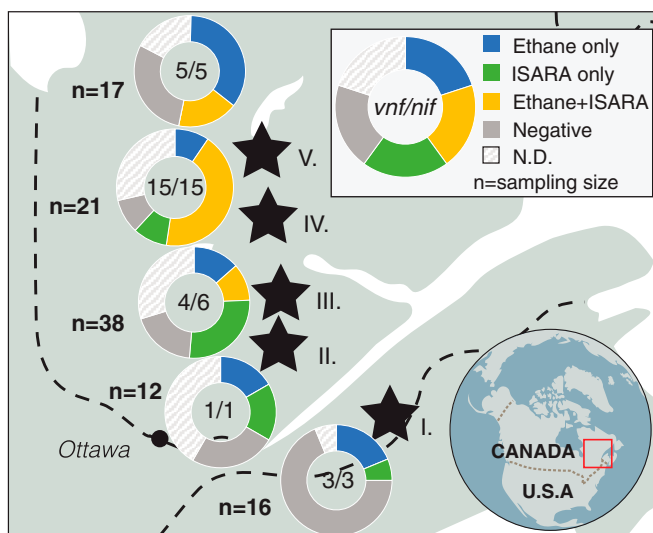 5/5
n=17
15/15
n=21
V.
IV.
4/6
n=38
III.
II.
n=12
1/1
Ottawa
I.
3/3
n=16
vnf/nif
Ethane only
ISARA only
Ethane+ISARA
Negative
N.D.
n=sampling size
CANADA
U.S.A